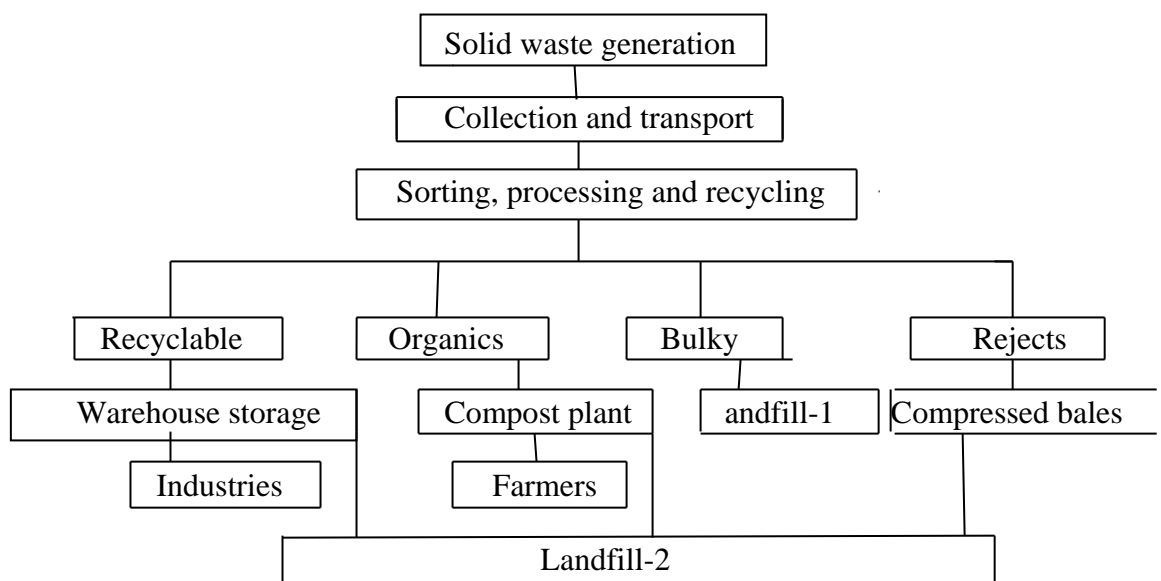 Solid waste generation
Collection and transport
Sorting, processing and recycling
Recyclable
Organics
Bulky
Rejects
Warehouse storage
Compost plant
andfill-1
Compressed bales
Industries
Farmers
Landfill-2